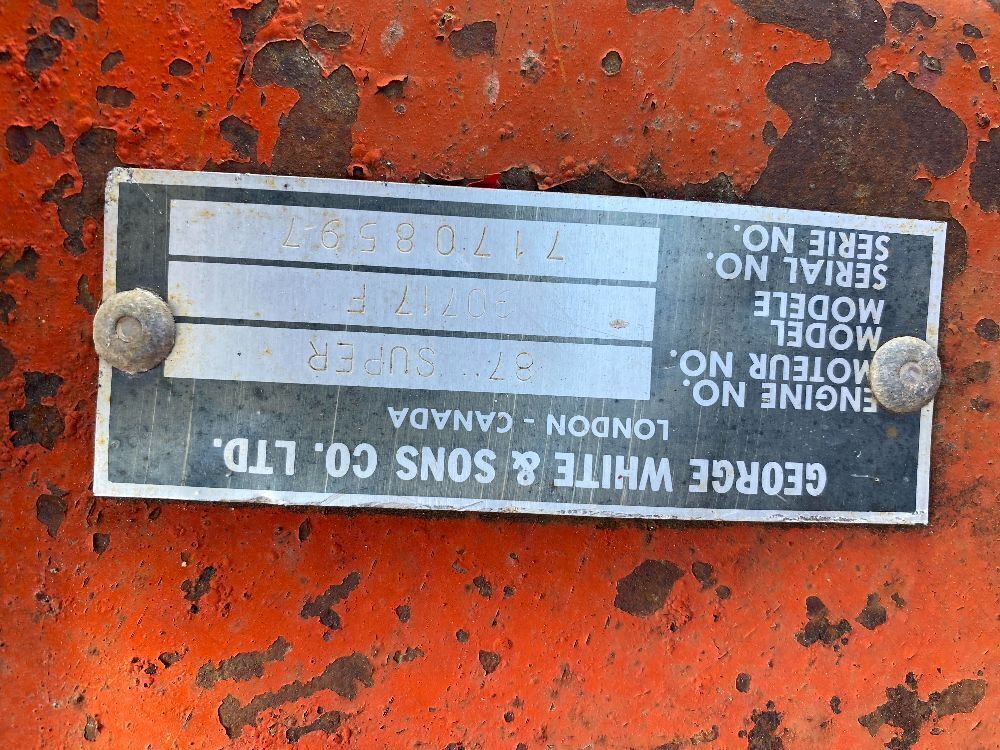 GEORGE WHITE & SONS CO. LTD.
LONDON - CANADA
ENGINE NO.
MOTEUR NO.
87 SUPER
MODEL
MODELE
F
SERIAL NO.
SERIE NO.
7170859-7